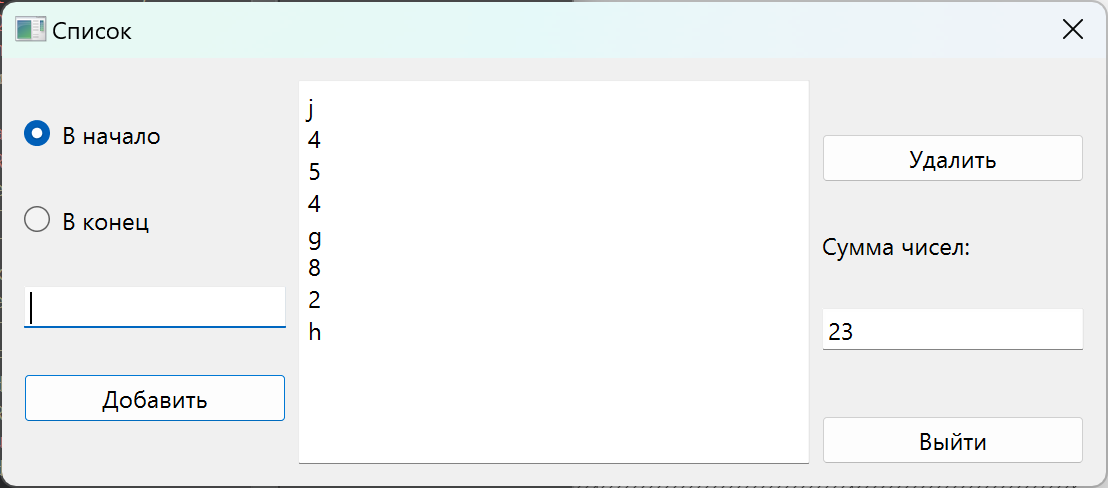 Список
В начало
В конец
Добавить
j
4
5
4
g
8
2
h
Удалить
Сумма чисел:
23
Выйти